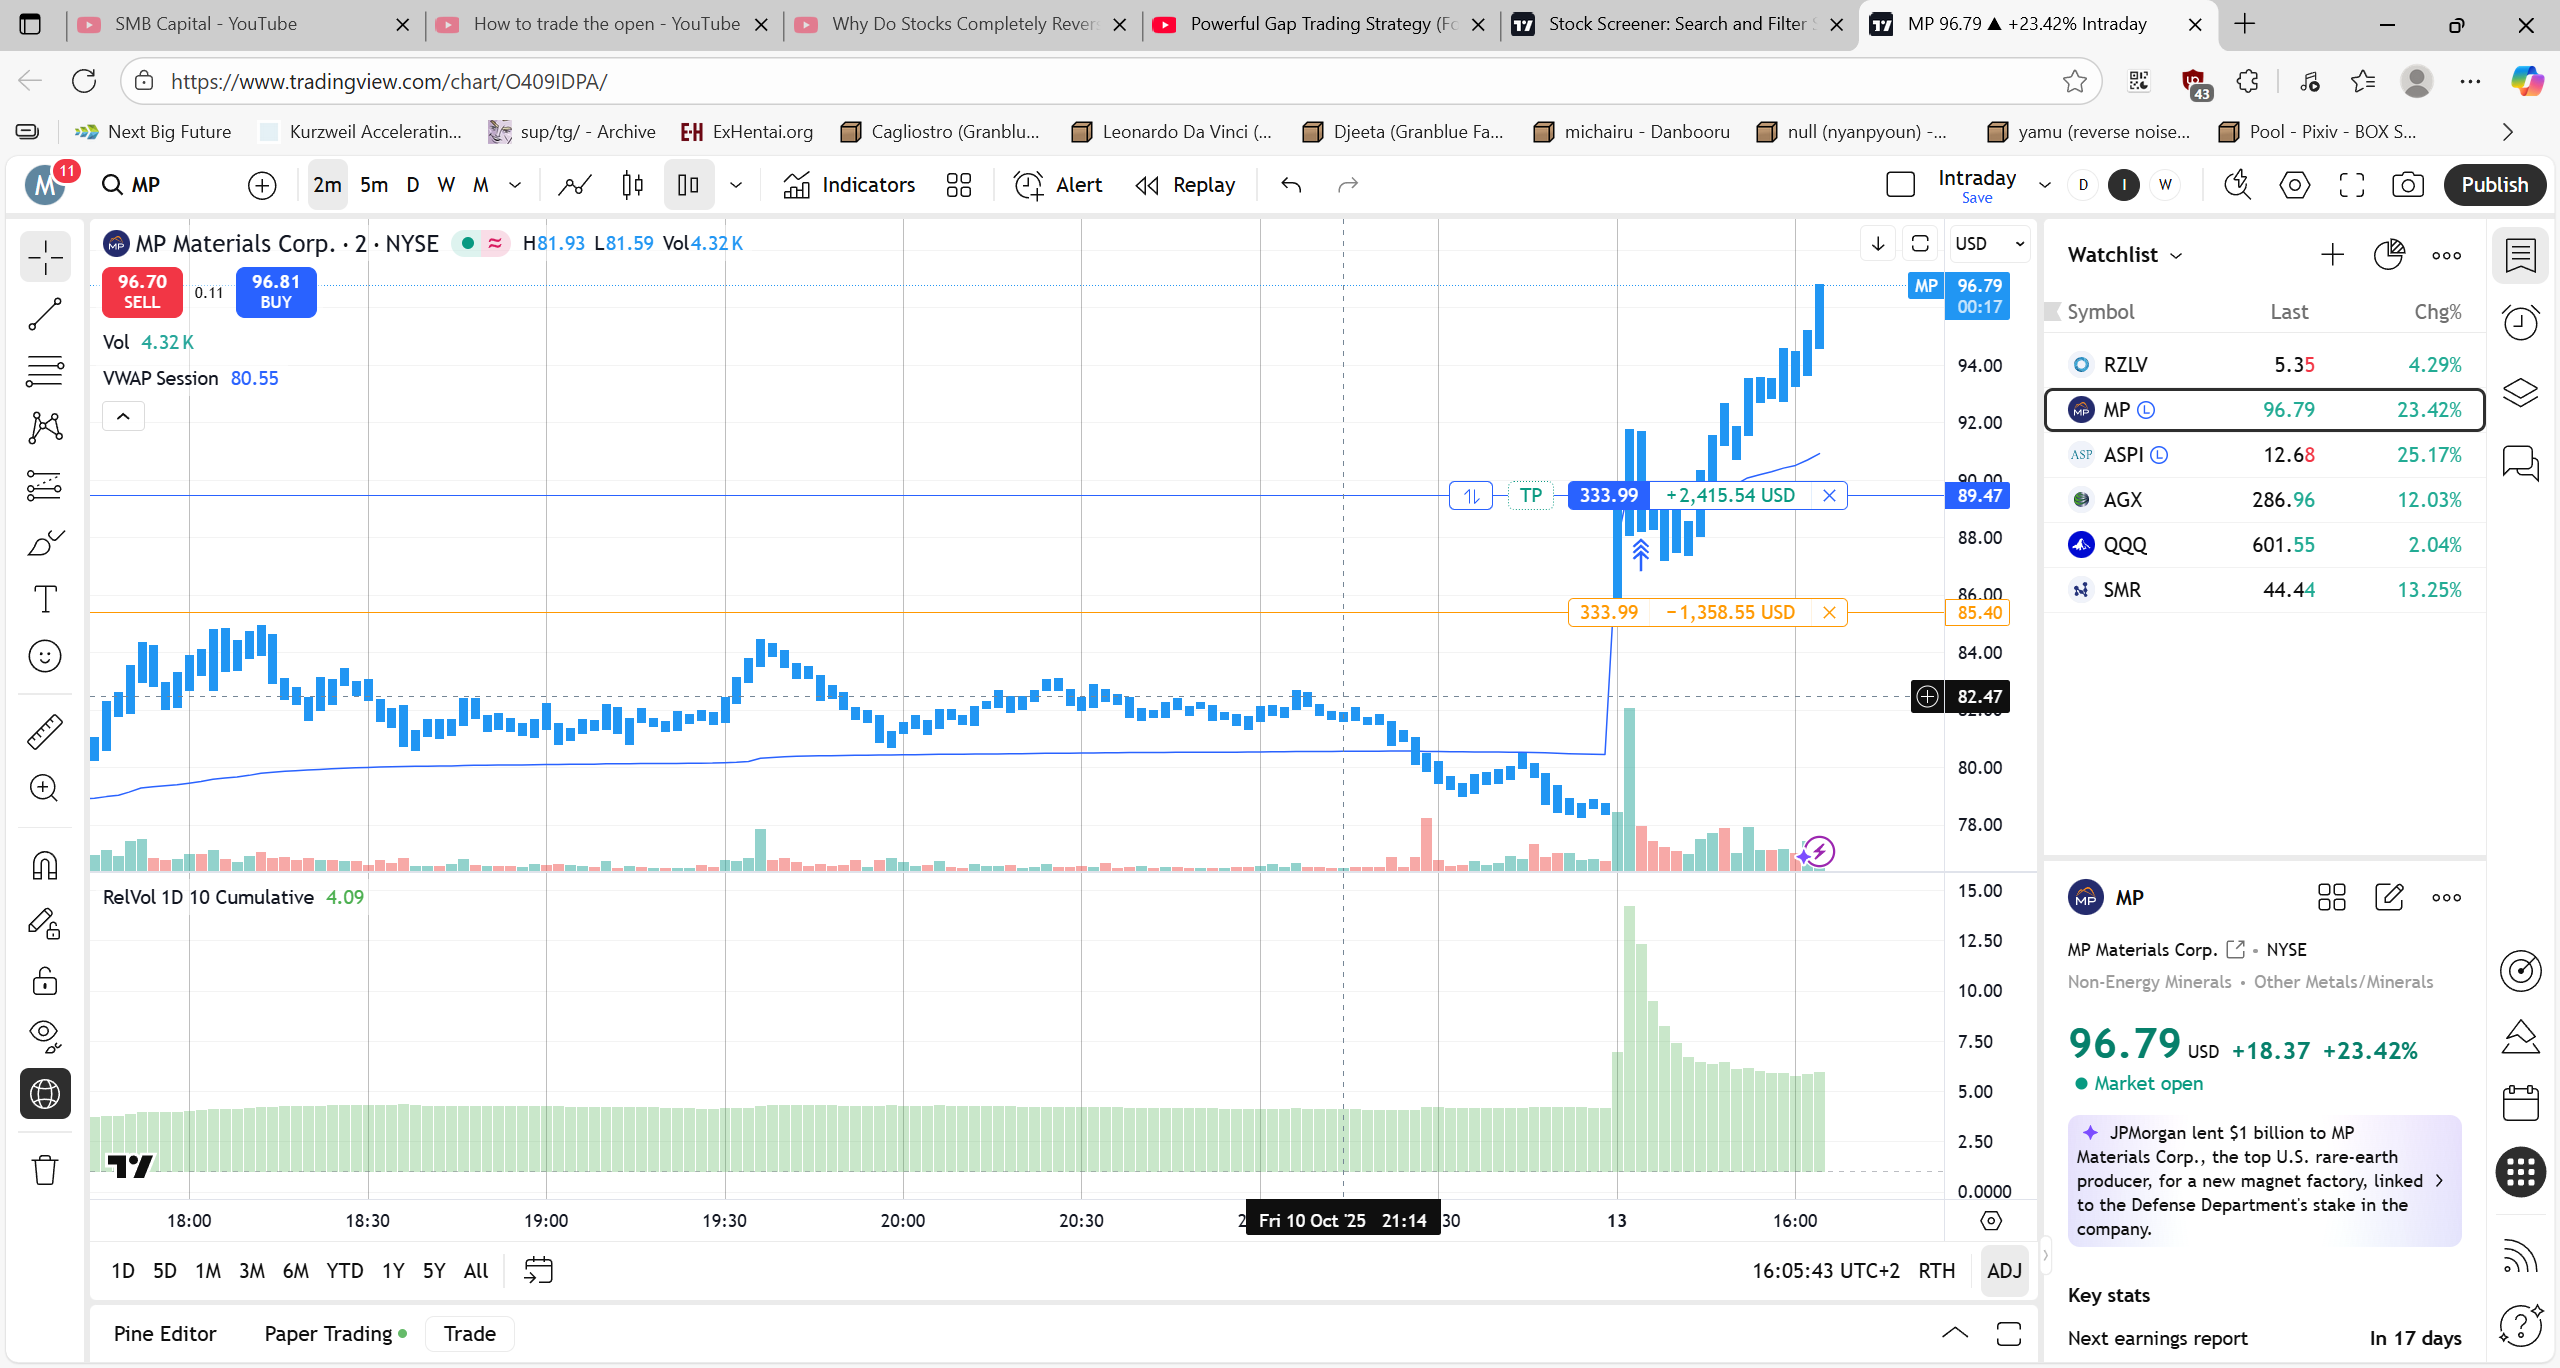 SMB Capital - YouTube
How to trade the open - YouTube
Why Do Stocks Completely Revers
Powerful Gap Trading Strategy (Fo
Stock Screener: Search and Filter S
MP 96.79 ▲ +23.42% Intraday
https://www.tradingview.com/chart/O409IDPA/
43
Next Big Future
Kurzweil Acceleratin...
sup/tg/ - Archive
ExHentai.org
Cagliostro (Granblu...
Leonardo Da Vinci (...
Djeeta (Granblue Fa...
michairu - Danbooru
null (nyanpyoun) -...
yamu (reverse noise...
Pool - Pixiv - BOX S...
M 11
MP
2m 5m D W M
Indicators
Alert
Replay
Intraday
Save
D I W
Publish
MP Materials Corp. · 2 · NYSE
H81.93 L81.59 Vol4.32 K
96.70
SELL
0.11
96.81
BUY
Vol 4.32 K
VWAP Session 80.55
USD
MP 96.79
00:17
94.00
92.00
90.00
TP 333.99 +2,415.54 USD 89.47
88.00
86.00
333.99 −1,358.55 USD 85.40
84.00
82.47
82.00
80.00
78.00
RelVol 1D 10 Cumulative 4.09
15.00
12.50
10.00
7.50
5.00
2.50
0.0000
18:00 18:30 19:00 19:30 20:00 20:30 2 Fri 10 Oct '25 21:14 30 13 16:00
1D 5D 1M 3M 6M YTD 1Y 5Y All
16:05:43 UTC+2 RTH ADJ
Pine Editor
Paper Trading
Trade
Watchlist
Symbol Last Chg%
RZLV 5.35 4.29%
MP L 96.79 23.42%
ASP ASPI L 12.68 25.17%
AGX 286.96 12.03%
QQQ 601.55 2.04%
SMR 44.44 13.25%
MP MP
MP Materials Corp. • NYSE
Non-Energy Minerals • Other Metals/Minerals
96.79 USD +18.37 +23.42%
Market open
JPMorgan lent $1 billion to MP
Materials Corp., the top U.S. rare-earth
producer, for a new magnet factory, linked
to the Defense Department's stake in the
company.
Key stats
Next earnings report In 17 days